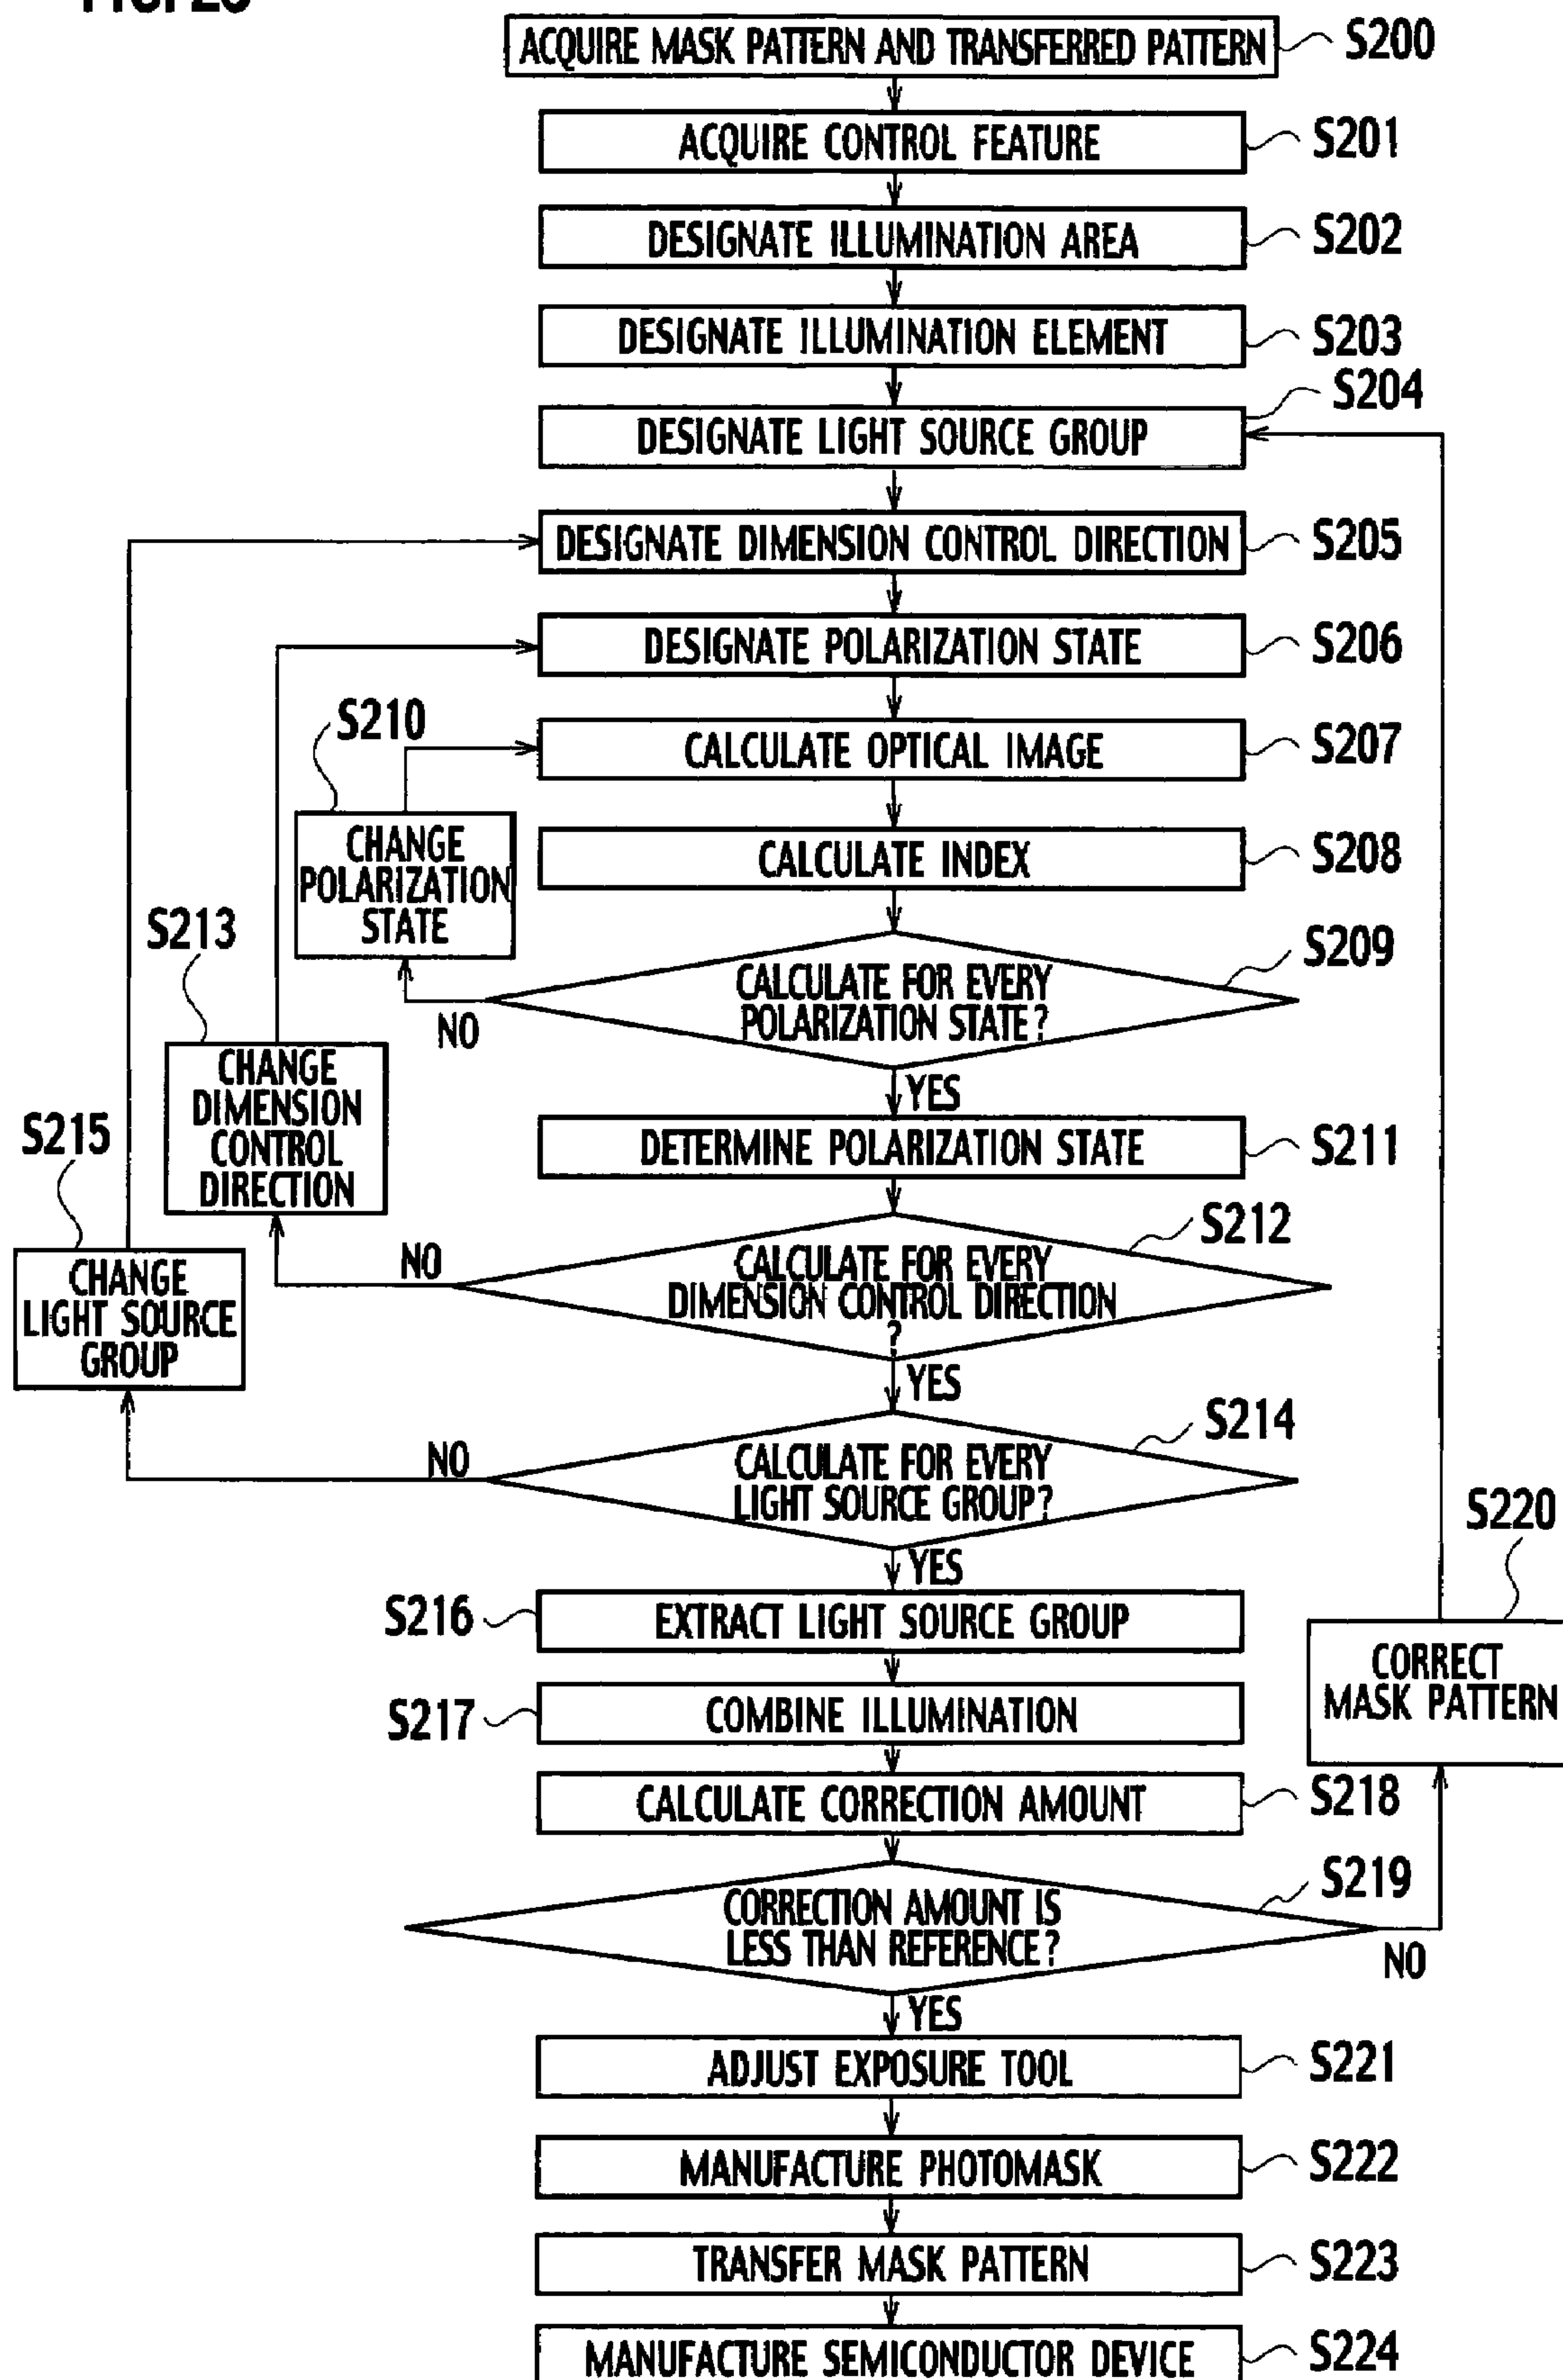 ACQUIRE MASK PATTERN AND TRANSFERRED PATTERN
S200
ACQUIRE CONTROL FEATURE
S201
DESIGNATE ILLUMINATION AREA
S202
DESIGNATE ILLUMINATION ELEMENT
S203
S204
DESIGNATE LIGHT SOURCE GROUP
DESIGNATE DIMENSION CONTROL DIRECTION
S205
DESIGNATE POLARIZATION STATE
S206
S210
CALCULATE OPTICAL IMAGE
S207
CHANGE
POLARIZATION
STATE
CALCULATE INDEX
S208
S213
S209
CALCULATE FOR EVERY
POLARIZATION STATE?
NO
YES
CHANGE
DIMENSION
CONTROL
DIRECTION
S215
DETERMINE POLARIZATION STATE
S211
S212
CALCULATE FOR EVERY
DIMENSION CONTROL DIRECTION
?
NO
YES
CHANGE
LIGHT SOURCE
GROUP
S214
CALCULATE FOR EVERY
LIGHT SOURCE GROUP?
NO
YES
S220
S216
EXTRACT LIGHT SOURCE GROUP
CORRECT
MASK PATTERN
S217
COMBINE ILLUMINATION
CALCULATE CORRECTION AMOUNT
S218
S219
CORRECTION AMOUNT IS
LESS THAN REFERENCE?
NO
YES
ADJUST EXPOSURE TOOL
S221
MANUFACTURE PHOTOMASK
S222
TRANSFER MASK PATTERN
S223
MANUFACTURE SEMICONDUCTOR DEVICE
S224